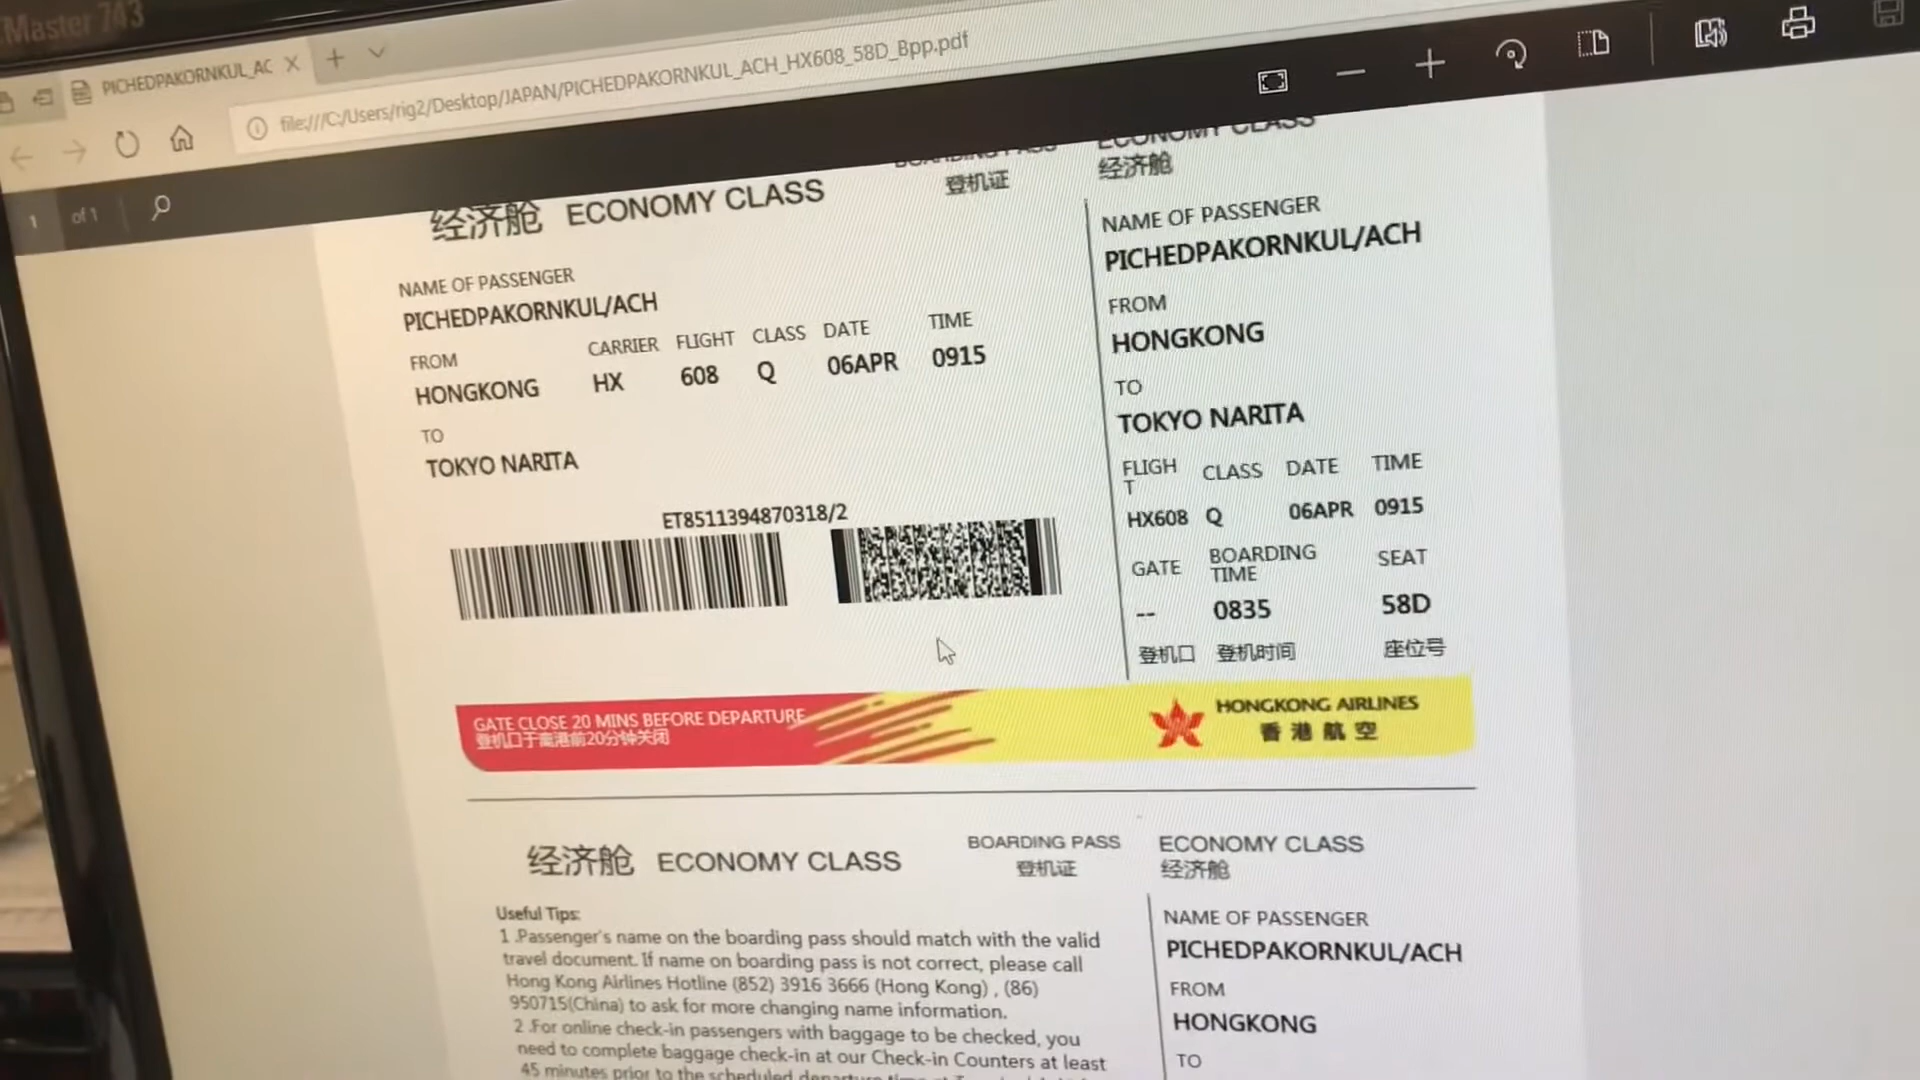 Master 743
PICHEDPAKORNKUL_AC
file:///C:/Users/rig2/Desktop/JAPAN/PICHEDPAKORNKUL_ACH_HX608_58D_Bpp.pdf
1 of 1
经济舱 ECONOMY CLASS
BOARDING PASS
登机证
ECONOMY CLASS
经济舱
NAME OF PASSENGER
PICHEDPAKORNKUL/ACH
FROM CARRIER FLIGHT CLASS DATE TIME
HONGKONG HX 608 Q 06APR 0915
TO
TOKYO NARITA
ET8511394870318/2
NAME OF PASSENGER
PICHEDPAKORNKUL/ACH
FROM
HONGKONG
TO
TOKYO NARITA
FLIGH
T CLASS DATE TIME
HX608 Q 06APR 0915
GATE BOARDING
TIME SEAT
-- 0835 58D
登机口 登机时间 座位号
GATE CLOSE 20 MINS BEFORE DEPARTURE
登机口于离港前20分钟关闭
HONGKONG AIRLINES
香港航空
经济舱 ECONOMY CLASS
BOARDING PASS
登机证
ECONOMY CLASS
经济舱
Useful Tips:
1 .Passenger's name on the boarding pass should match with the valid
travel document. If name on boarding pass is not correct, please call
Hong Kong Airlines Hotline (852) 3916 3666 (Hong Kong) , (86)
950715(China) to ask for more changing name information.
2 .For online check-in passengers with baggage to be checked, you
need to complete baggage check-in at our Check-in Counters at least
45 minutes prior to the scheduled departure time at
NAME OF PASSENGER
PICHEDPAKORNKUL/ACH
FROM
HONGKONG
TO